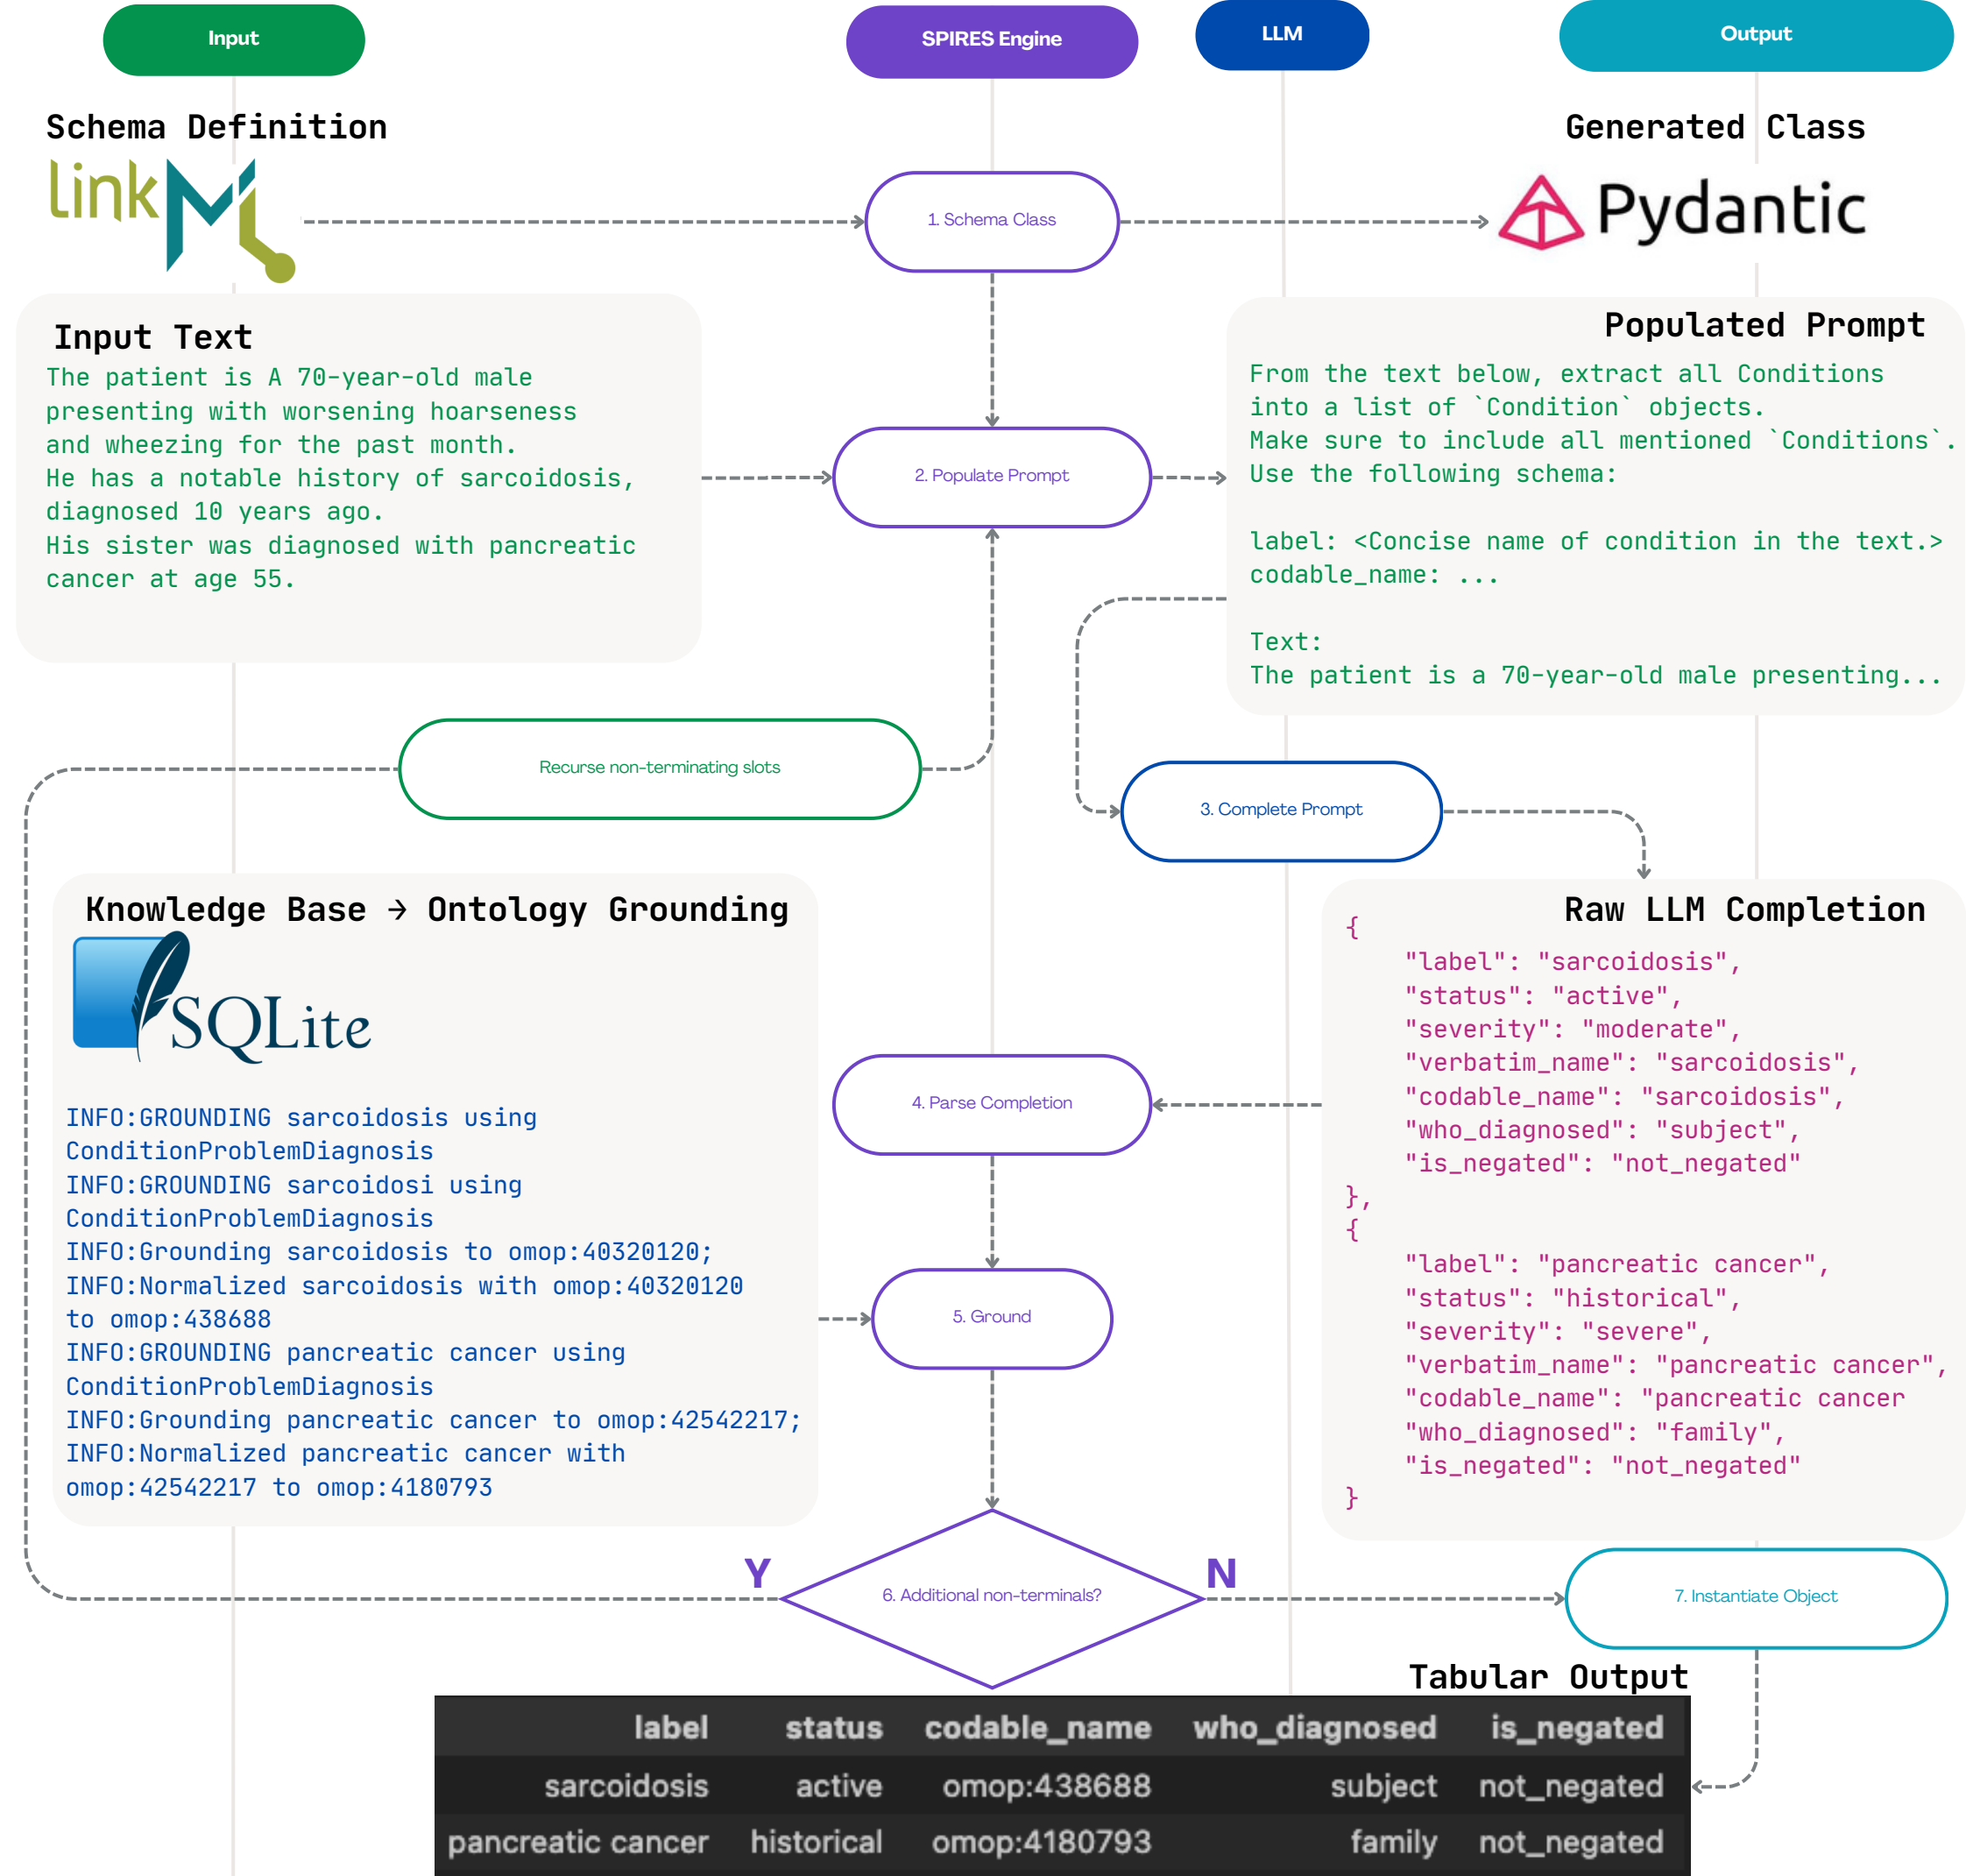 Input
SPIRES Engine
LLM
Output
Schema Definition
linkML
1. Schema Class
Generated Class
Pydantic
Input Text
The patient is A 70-year-old male
presenting with worsening hoarseness
and wheezing for the past month.
He has a notable history of sarcoidosis,
diagnosed 10 years ago.
His sister was diagnosed with pancreatic
cancer at age 55.
2. Populate Prompt
Populated Prompt
From the text below, extract all Conditions
into a list of `Condition` objects.
Make sure to include all mentioned `Conditions`.
Use the following schema:
label: <Concise name of condition in the text.>
codable_name: ...
Text:
The patient is a 70-year-old male presenting...
Recurse non-terminating slots
3. Complete Prompt
Knowledge Base → Ontology Grounding
SQLite
INFO:GROUNDING sarcoidosis using
ConditionProblemDiagnosis
INFO:GROUNDING sarcoidosi using
ConditionProblemDiagnosis
INFO:Grounding sarcoidosis to omop:40320120;
INFO:Normalized sarcoidosis with omop:40320120
to omop:438688
INFO:GROUNDING pancreatic cancer using
ConditionProblemDiagnosis
INFO:Grounding pancreatic cancer to omop:42542217;
INFO:Normalized pancreatic cancer with
omop:42542217 to omop:4180793
Raw LLM Completion
{
"label": "sarcoidosis",
"status": "active",
"severity": "moderate",
"verbatim_name": "sarcoidosis",
"codable_name": "sarcoidosis",
"who_diagnosed": "subject",
"is_negated": "not_negated"
},
{
"label": "pancreatic cancer",
"status": "historical",
"severity": "severe",
"verbatim_name": "pancreatic cancer",
"codable_name": "pancreatic cancer
"who_diagnosed": "family",
"is_negated": "not_negated"
}
4. Parse Completion
5. Ground
Y
6. Additional non-terminals?
N
7. Instantiate Object
Tabular Output
label status codable_name who_diagnosed is_negated
sarcoidosis active omop:438688 subject not_negated
pancreatic cancer historical omop:4180793 family not_negated